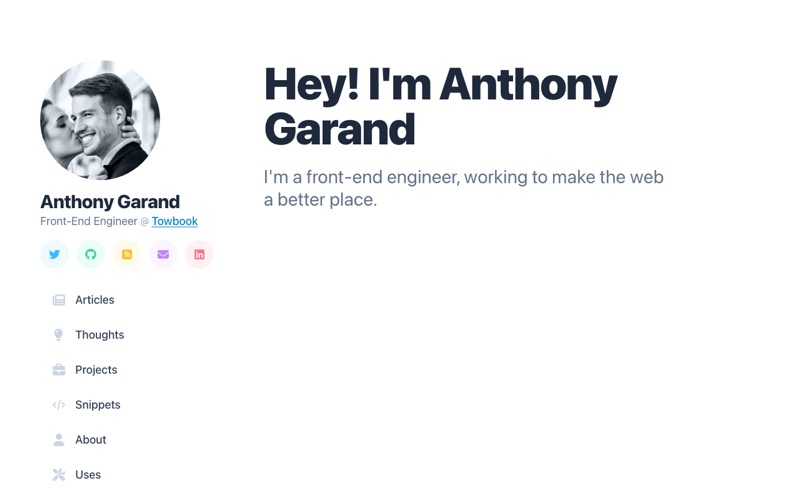 Anthony Garand
Front-End Engineer @ Towbook
Articles
Thoughts
Projects
Snippets
About
Uses
Hey! I'm Anthony
Garand
I'm a front-end engineer, working to make the web
a better place.